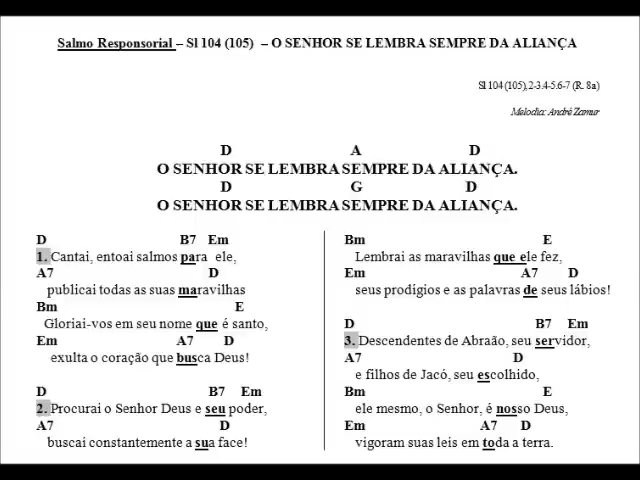 Salmo Responsorial – Sl 104 (105) – O SENHOR SE LEMBRA SEMPRE DA ALIANÇA
Sl 104 (105),2-3.4-5.6-7 (R. 8a)
Melodia: André Zamur
D A D
O SENHOR SE LEMBRA SEMPRE DA ALIANÇA.
D G D
O SENHOR SE LEMBRA SEMPRE DA ALIANÇA.
D B7 Em
1. Cantai, entoai salmos para ele,
A7 D
publicai todas as suas maravilhas
Bm E
Gloriai-vos em seu nome que é santo,
Em A7 D
exulta o coração que busca Deus!
D B7 Em
2. Procurai o Senhor Deus e seu poder,
A7 D
buscai constantemente a sua face!
Bm E
Lembrai as maravilhas que ele fez,
Em A7 D
seus prodígios e as palavras de seus lábios!
D B7 Em
3. Descendentes de Abraão, seu servidor,
A7 D
e filhos de Jacó, seu escolhido,
Bm E
ele mesmo, o Senhor, é nosso Deus,
Em A7 D
vigoram suas leis em toda a terra.